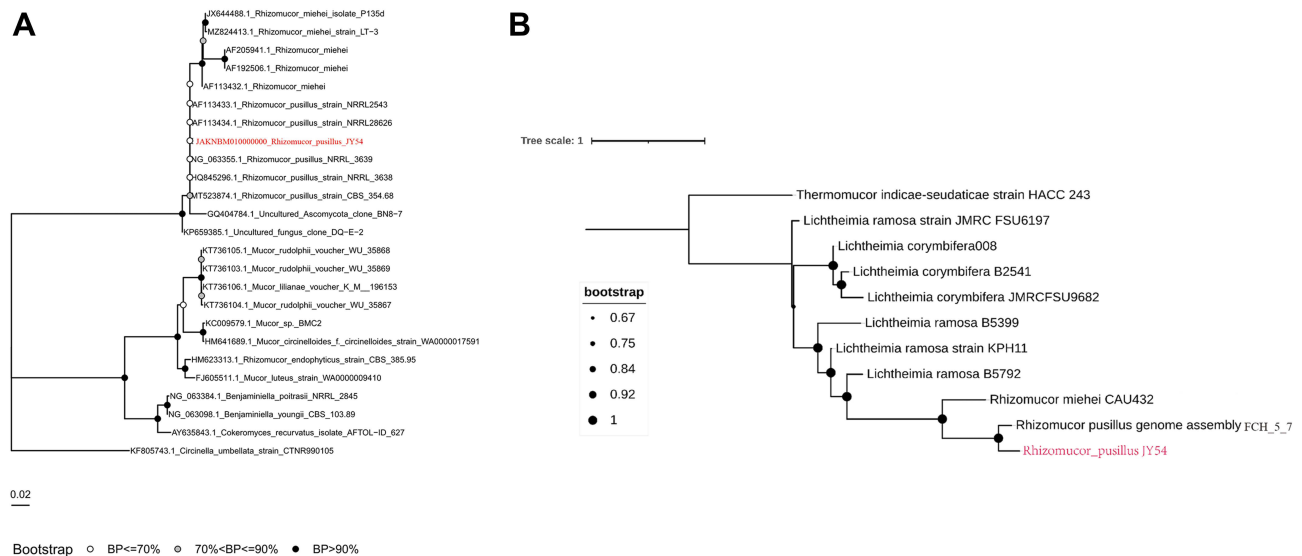 A
JX644488.1_Rhizomucor_miehei_isolate_P135d
MZ824413.1_Rhizomucor_miehei_strain_LT-3
AF205941.1_Rhizomucor_miehei
AF192506.1_Rhizomucor_miehei
AF113432.1_Rhizomucor_miehei
AF113433.1_Rhizomucor_pusillus_strain_NRRL2543
AF113434.1_Rhizomucor_pusillus_strain_NRRL28626
JAKNBM010000000_Rhizomucor_pusillus_JY54
NG_063355.1_Rhizomucor_pusillus_NRRL_3639
HQ845296.1_Rhizomucor_pusillus_strain_NRRL_3638
MT523874.1_Rhizomucor_pusillus_strain_CBS_354.68
GQ404784.1_Uncultured_Ascomycota_clone_BN8-7
KP659385.1_Uncultured_fungus_clone_DQ-E-2
KT736105.1_Mucor_rudolphii_voucher_WU_35868
KT736103.1_Mucor_rudolphii_voucher_WU_35869
KT736106.1_Mucor_lilianae_voucher_K_M__196153
KT736104.1_Mucor_rudolphii_voucher_WU_35867
KC009579.1_Mucor_sp._BMC2
HM641689.1_Mucor_circinelloides_f._circinelloides_strain_WA0000017591
HM623313.1_Rhizomucor_endophyticus_strain_CBS_385.95
FJ605511.1_Mucor_luteus_strain_WA0000009410
NG_063384.1_Benjaminiella_poitrasii_NRRL_2845
NG_063098.1_Benjaminiella_youngii_CBS_103.89
AY635843.1_Cokeromyces_recurvatus_isolate_AFTOL-ID_627
KF805743.1_Circinella_umbellata_strain_CTNR990105
0.02
Bootstrap BP<=70% 70%<BP<=90% BP>90%
B
Tree scale: 1
Thermomucor indicae-seudaticae strain HACC 243
Lichtheimia ramosa strain JMRC FSU6197
Lichtheimia corymbifera008
Lichtheimia corymbifera B2541
Lichtheimia corymbifera JMRCFSU9682
Lichtheimia ramosa B5399
Lichtheimia ramosa strain KPH11
Lichtheimia ramosa B5792
Rhizomucor miehei CAU432
Rhizomucor pusillus genome assembly FCH_5_7
Rhizomucor_pusillus JY54
bootstrap
0.67
0.75
0.84
0.92
1